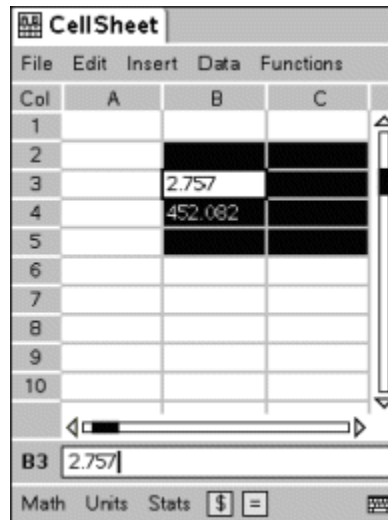 CellSheet
File Edit Insert Data Functions
Col A B C
1
2
3 2.757
4 452.082
5
6
7
8
9
10
B3 2.757
Math Units Stats $ =